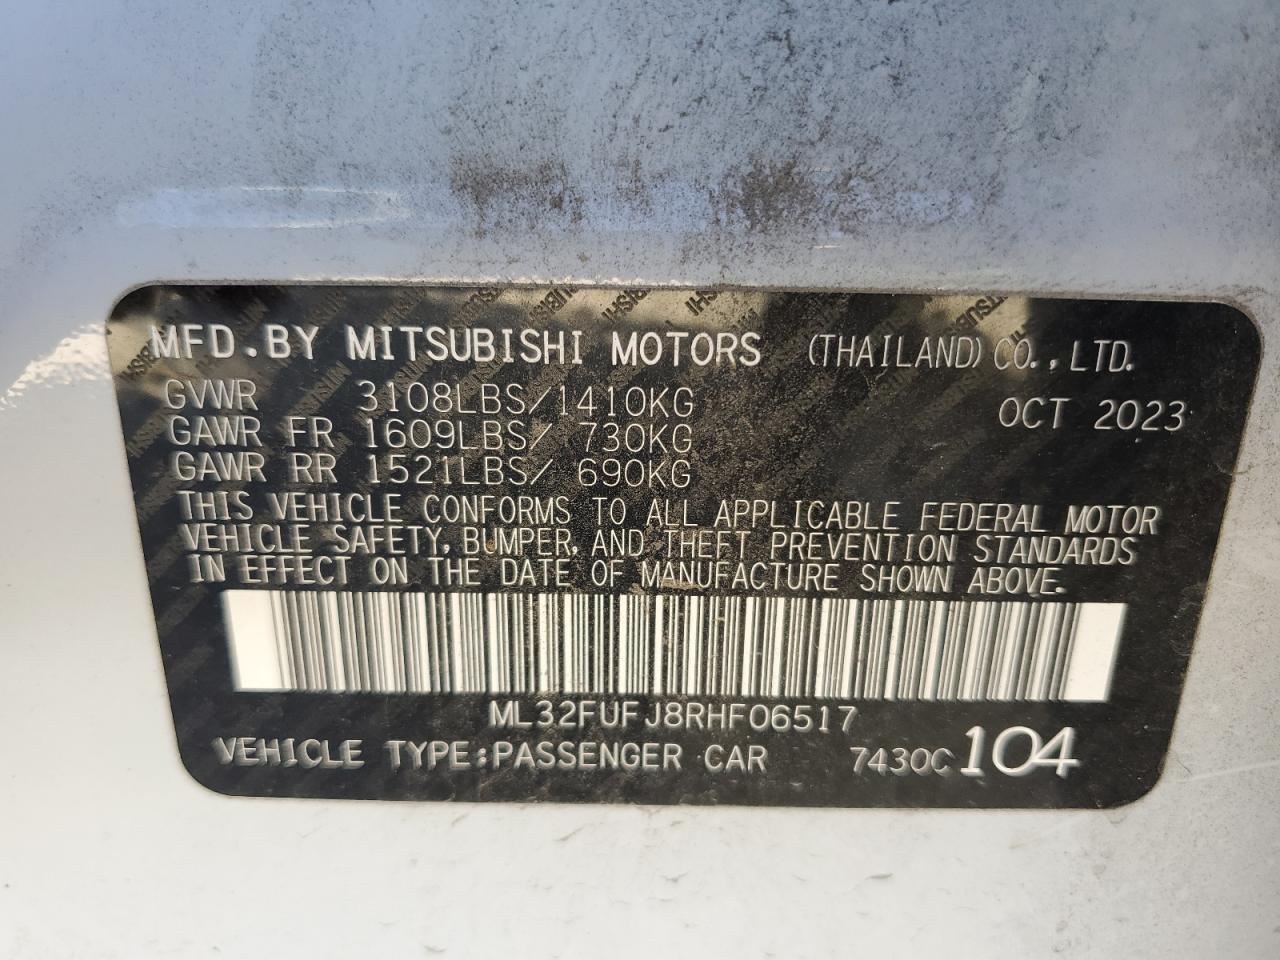 MFD.BY MITSUBISHI MOTORS (THAILAND) CO.,LTD.
GVWR 3108LBS/1410KG OCT 2023
GAWR FR 1609LBS/ 730KG
GAWR RR 1521LBS/ 690KG
THIS VEHICLE CONFORMS TO ALL APPLICABLE FEDERAL MOTOR
VEHICLE SAFETY, BUMPER, AND THEFT PREVENTION STANDARDS
IN EFFECT ON THE DATE OF MANUFACTURE SHOWN ABOVE.
ML32FUFJ8RHF06517
VEHICLE TYPE:PASSENGER CAR 7430C 104